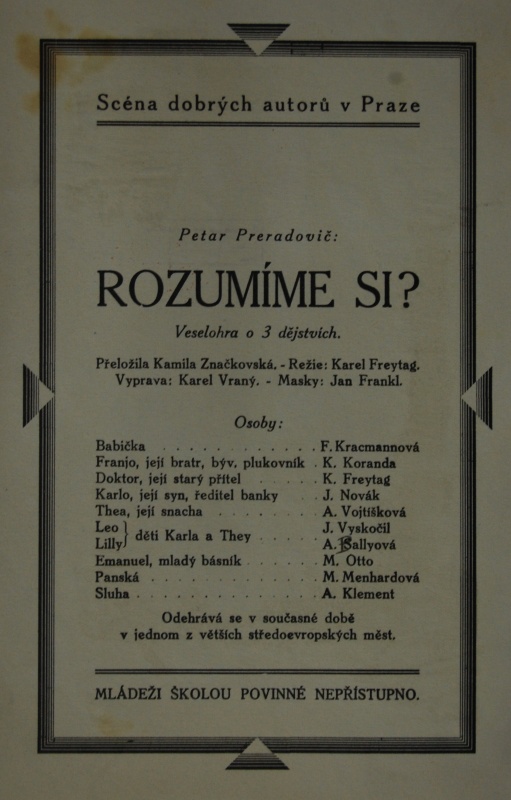 Scéna dobrých autorů v Praze
Petar Preradovič:
ROZUMÍME SI?
Veselohra o 3 dějstvích.
Přeložila Kamila Značkovská. - Režie: Karel Freytag.
Vyprava: Karel Vraný. - Masky: Jan Frankl.
Osoby:
Babička . . . . . . . . . . . . F. Kracmannová
Franjo, její bratr, býv. plukovník . K. Koranda
Doktor, její starý přítel . . . . . K. Freytag
Karlo, její syn, ředitel banky . . J. Novák
Thea, její snacha . . . . . . . A. Vojtíšková
Leo } děti Karla a They . . . . . J. Vyskočil
Lilly } A. Ballyová
Emanuel, mladý básník . . . . . . M. Otto
Panská . . . . . . . . . . . . M. Menhardová
Sluha . . . . . . . . . . . . . A. Klement
Odehrává se v současné době
v jednom z větších středoevropských měst.
MLÁDEŽI ŠKOLOU POVINNÉ NEPŘÍSTUPNO.